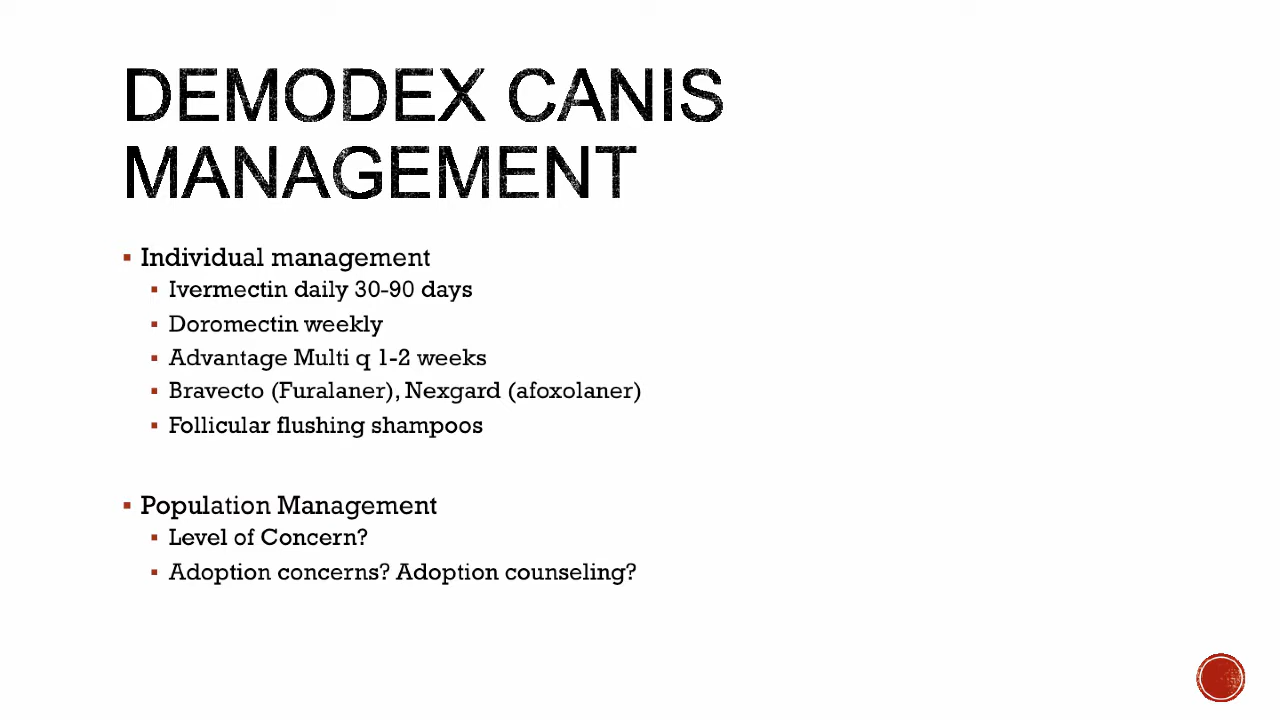 DEMODEX CANIS
MANAGEMENT
Individual management
Ivermectin daily 30-90 days
Doromectin weekly
Advantage Multi q 1-2 weeks
Bravecto (Furalaner), Nexgard (afoxolaner)
Follicular flushing shampoos
Population Management
Level of Concern?
Adoption concerns? Adoption counseling?